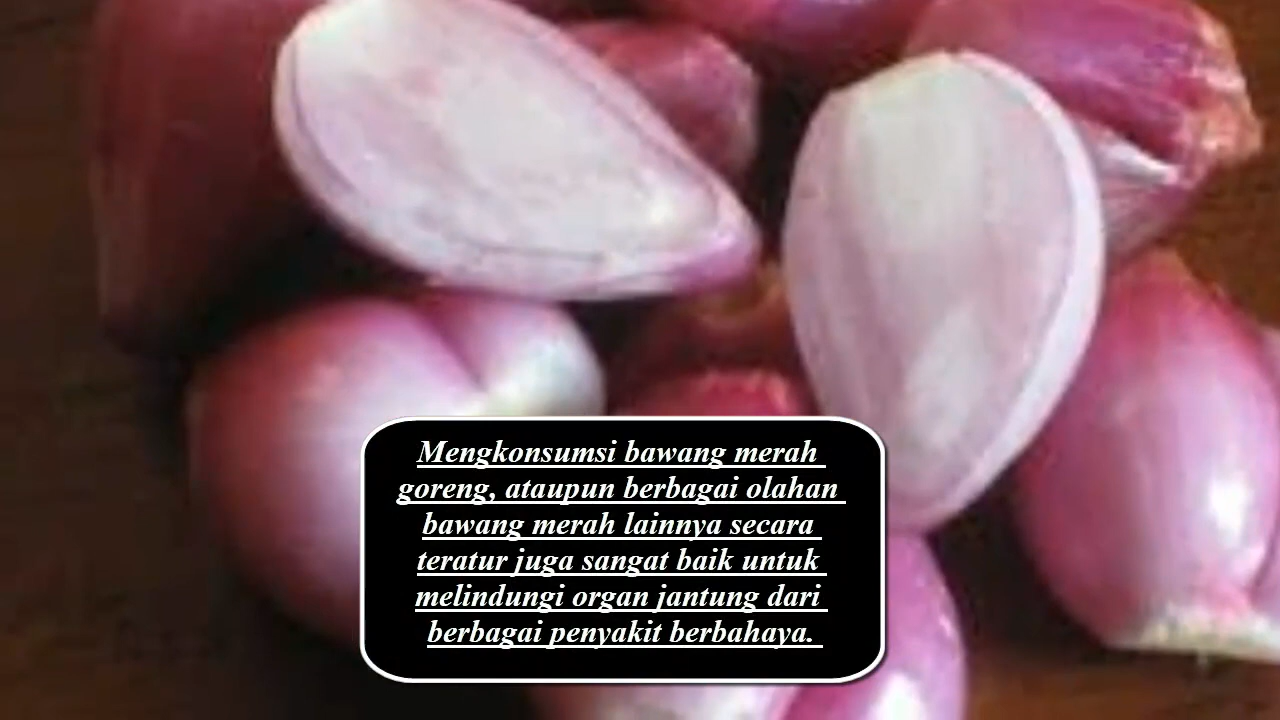 Mengkonsumsi bawang merah
goreng, ataupun berbagai olahan
bawang merah lainnya secara
teratur juga sangat baik untuk
melindungi organ jantung dari
berbagai penyakit berbahaya.